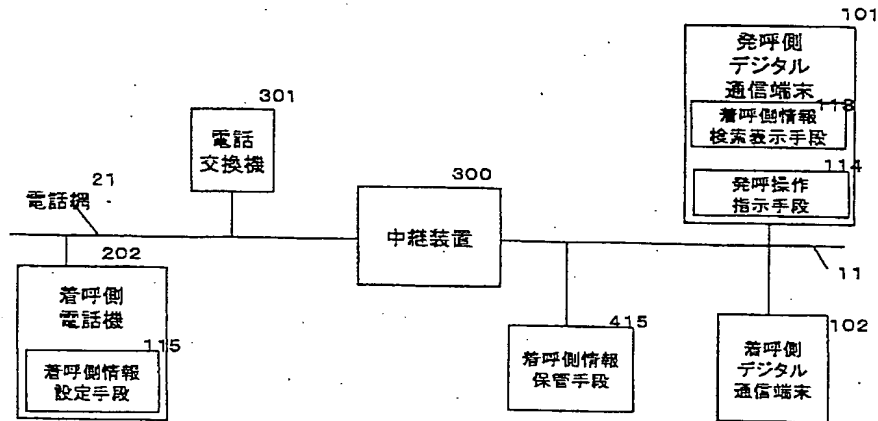 101
発呼側
デジタル
通信端末
118
着呼側情報
検索表示手段
114
発呼操作
指示手段
301
電話
交換機
300
中継装置
21
電話網
11
202
着呼側
電話機
115
着呼側情報
設定手段
415
着呼側情報
保管手段
102
着呼側
デジタル
通信端末